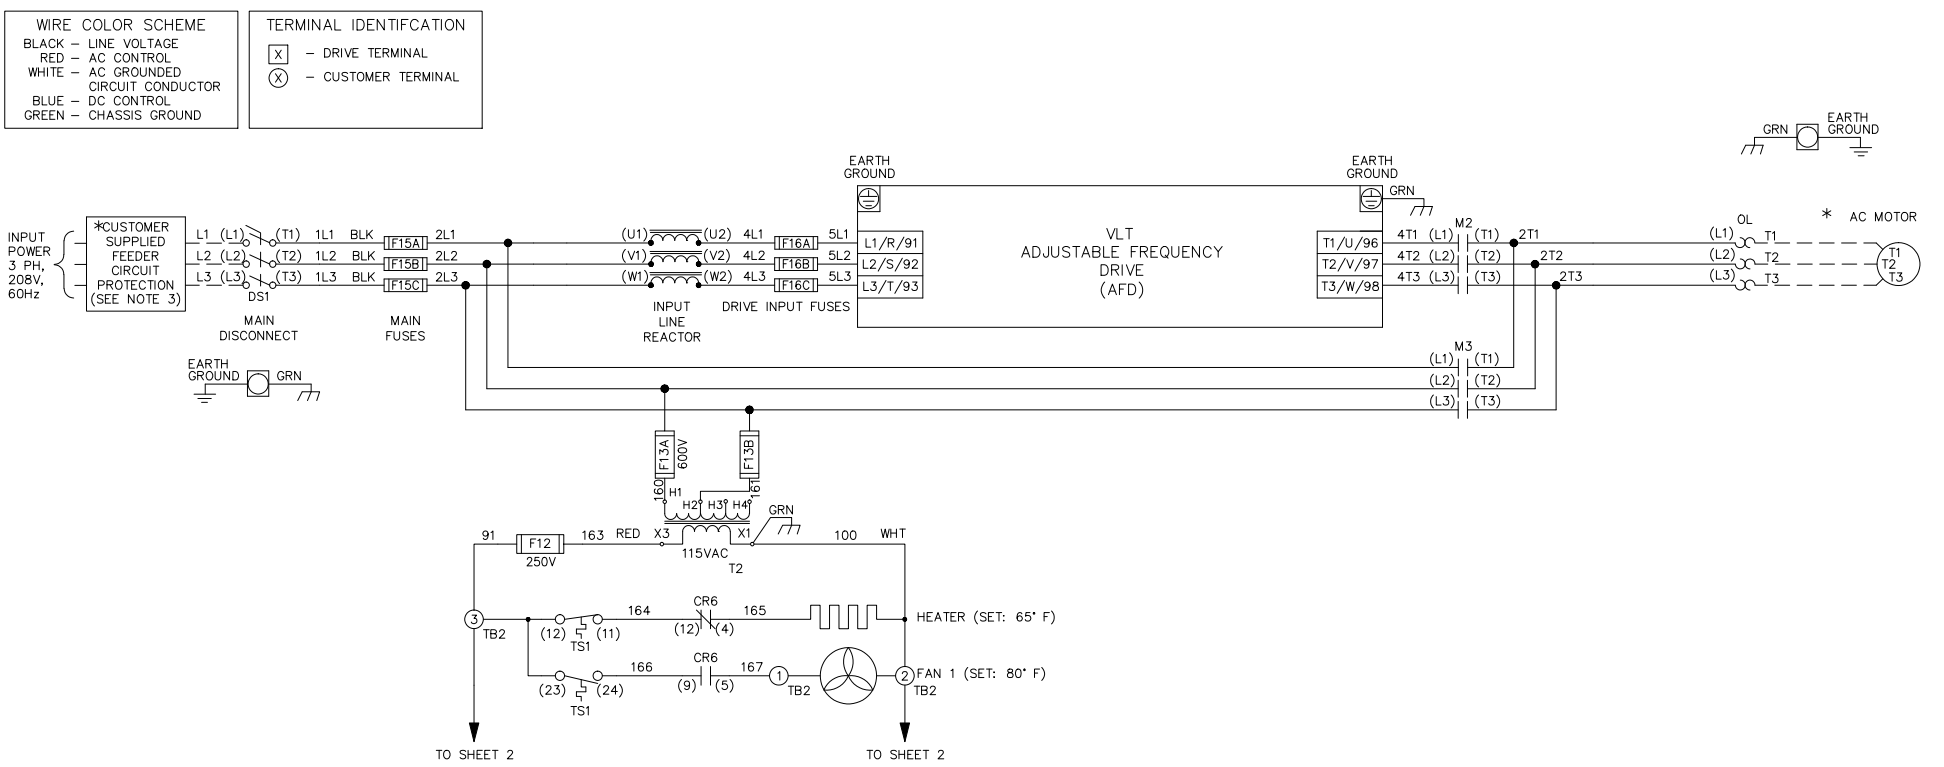 WIRE COLOR SCHEME
BLACK – LINE VOLTAGE
RED – AC CONTROL
WHITE – AC GROUNDED
CIRCUIT CONDUCTOR
BLUE – DC CONTROL
GREEN – CHASSIS GROUND
TERMINAL IDENTIFCATION
X – DRIVE TERMINAL
X – CUSTOMER TERMINAL
GRN
EARTH
GROUND
EARTH
GROUND
EARTH
GROUND
GRN
INPUT
POWER
3 PH,
208V,
60Hz
*CUSTOMER
SUPPLIED
FEEDER
CIRCUIT
PROTECTION
(SEE NOTE 3)
L1 (L1) (T1) 1L1 BLK F15A 2L1
L2 (L2) (T2) 1L2 BLK F15B 2L2
L3 (L3) (T3) 1L3 BLK F15C 2L3
DS1
MAIN
DISCONNECT
MAIN
FUSES
(U1) (U2) 4L1 F16A 5L1 L1/R/91
(V1) (V2) 4L2 F16B 5L2 L2/S/92
(W1) (W2) 4L3 F16C 5L3 L3/T/93
INPUT
LINE
REACTOR
DRIVE INPUT FUSES
VLT
ADJUSTABLE FREQUENCY
DRIVE
(AFD)
M2
T1/U/96 4T1 (L1) (T1) 2T1
T2/V/97 4T2 (L2) (T2) 2T2
T3/W/98 4T3 (L3) (T3) 2T3
OL
(L1) T1
(L2) T2
(L3) T3
* AC MOTOR
T1
T2
T3
M3
(L1) (T1)
(L2) (T2)
(L3) (T3)
EARTH
GROUND
GRN
F13A
600V
F13B
160
161
H1
H2 H3 H4
GRN
91 F12 163 RED X3 X1 100 WHT
250V
115VAC
T2
3
TB2
(12) (11) 164 CR6 (12) (4) 165
TS1
HEATER (SET: 65° F)
(23) (24) 166 CR6 (9) (5) 167 1
TS1
TB2
2
TB2
FAN 1 (SET: 80° F)
TO SHEET 2
TO SHEET 2